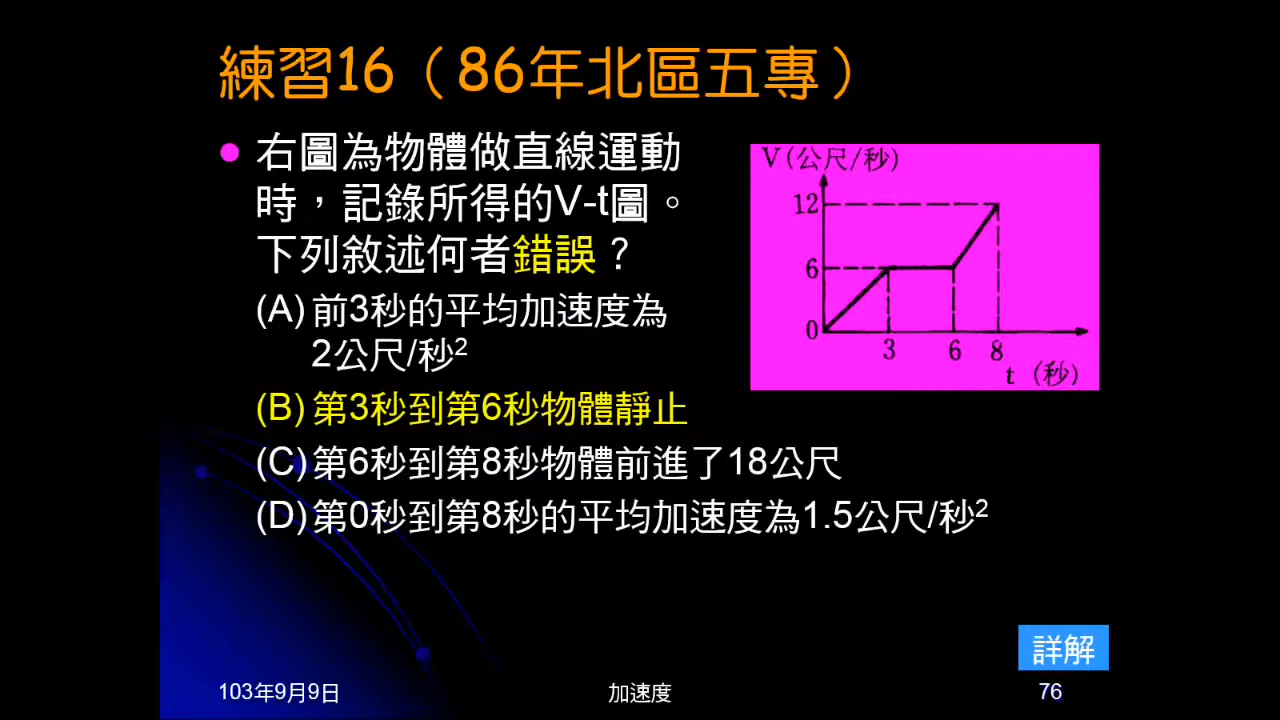 練習16（86年北區五專）
右圖為物體做直線運動
時，記錄所得的V-t圖。
下列敘述何者錯誤？
(A) 前3秒的平均加速度為
2公尺/秒²
(B) 第3秒到第6秒物體靜止
(C) 第6秒到第8秒物體前進了18公尺
(D) 第0秒到第8秒的平均加速度為1.5公尺/秒²
V (公尺/秒)
12
6
0
3 6 8
t (秒)
詳解
103年9月9日 加速度 76